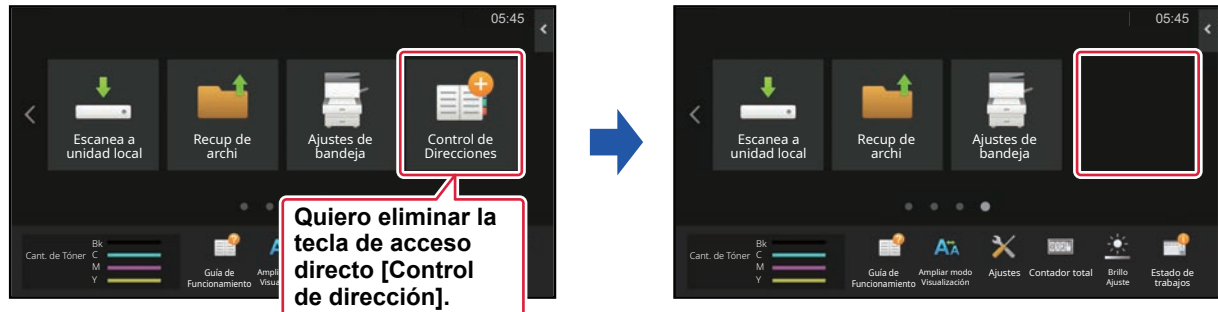 05:45
Escanea a
unidad local
Recup de
archi
Ajustes de
bandeja
Control de
Direcciones
Quiero eliminar la
tecla de acceso
directo [Control
de dirección].
Cant. de Tóner
Bk
C
M
Y
Guía de
Funcionamiento
05:45
Escanea a
unidad local
Recup de
archi
Ajustes de
bandeja
Cant. de Tóner
Bk
C
M
Y
Guía de
Funcionamiento
Ampliar modo
Visualización
Ajustes
Contador total
Brillo
Ajuste
Estado de
trabajos